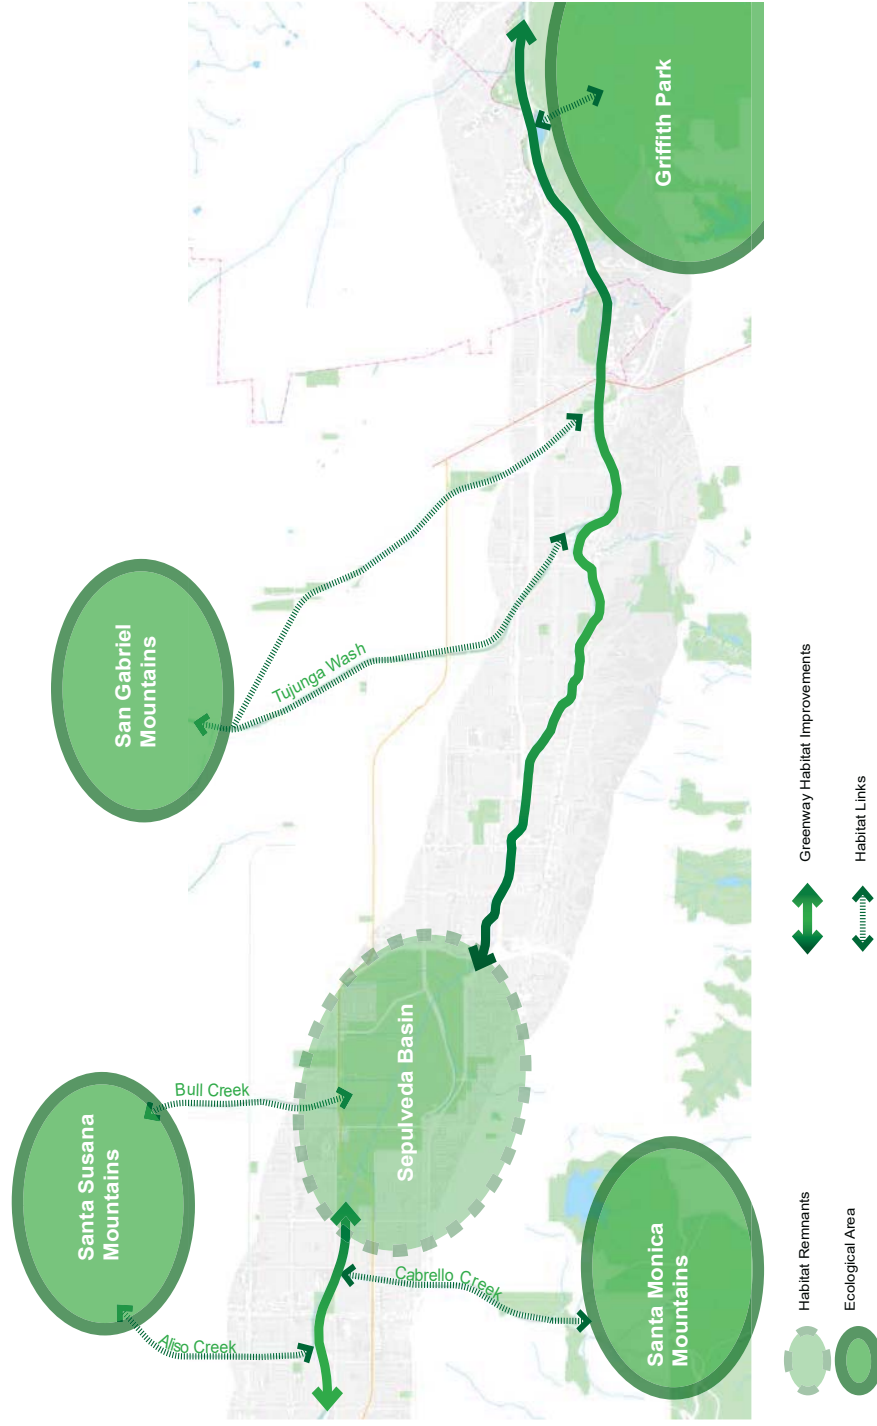 Santa Susana
Mountains
Aliso Creek
Bull Creek
Cabrello Creek
Santa Monica
Mountains
Sepulveda Basin
San Gabriel
Mountains
Tujunga Wash
Griffith Park
Habitat Remnants
Ecological Area
Greenway Habitat Improvements
Habitat Links